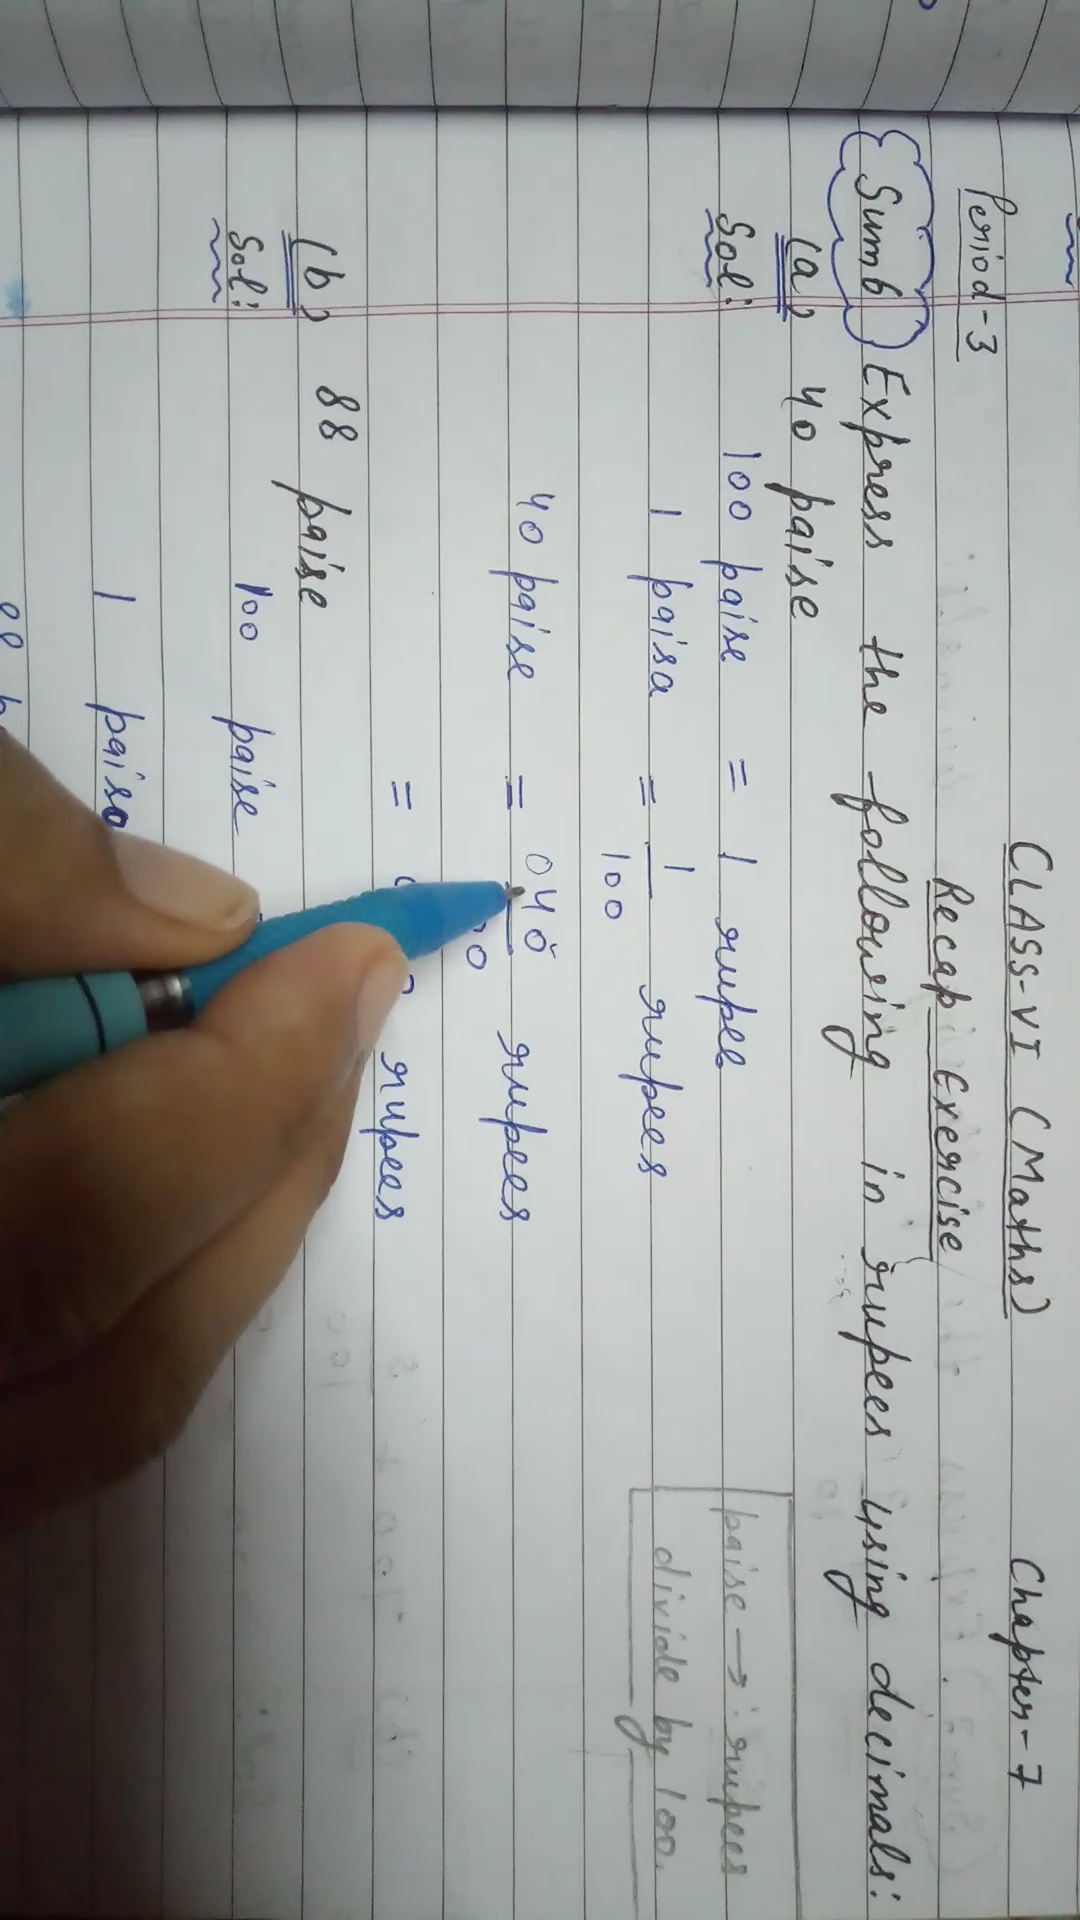 CLASS-VI (Maths) Chapter-7
Period-3 Recap Exercise
Sum 6 Express the following in rupees using decimals:
(a) 40 paise
paise → rupees
divide by 100.
Sol: 100 paise = 1 rupee
1 paisa = 1/100 rupees
40 paise = 040/ rupees
= rupees
(b) 88 paise
Sol: 100 paise
1 paisa
88